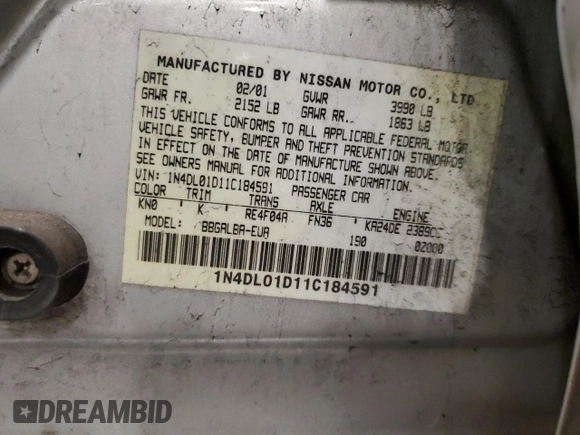 MANUFACTURED BY NISSAN MOTOR CO., LTD
DATE 02/01 GVWR 3990 LB
GAWR FR. 2152 LB GAWR RR. 1863 LB
THIS VEHICLE CONFORMS TO ALL APPLICABLE FEDERAL MOTOR
VEHICLE SAFETY, BUMPER AND THEFT PREVENTION STANDARDS
IN EFFECT ON THE DATE OF MANUFACTURE SHOWN ABOVE.
SEE OWNERS MANUAL FOR ADDITIONAL INFORMATION.
VIN: 1N4DL01D11C184591 PASSENGER CAR
COLOR TRIM TRANS AXLE ENGINE
KN0 K RE4F04A FN36 KA24DE 2389CC
MODEL: BBGALBA-EUA 190 02000
1N4DL01D11C184591
DREAMBID